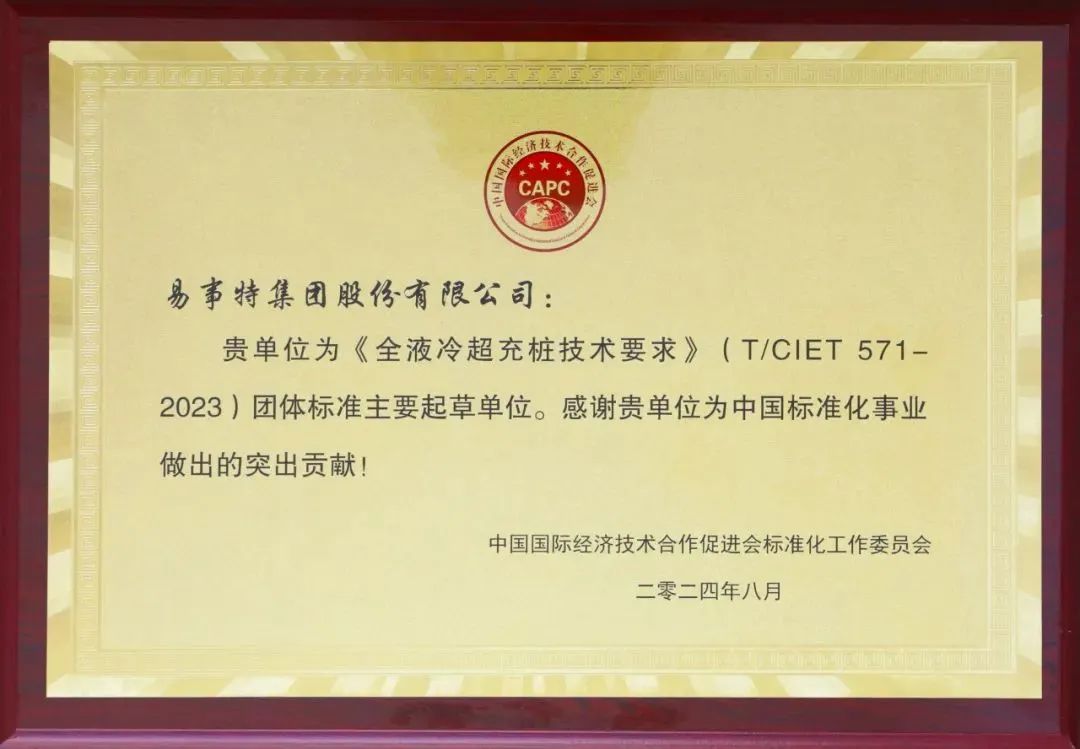 中国国际经济技术合作促进会
CAPC
易事特集团股份有限公司：
贵单位为《全液冷超充桩技术要求》（T/CIET 571-
2023）团体标准主要起草单位。感谢贵单位为中国标准化事业
做出的突出贡献！
中国国际经济技术合作促进会标准化工作委员会
二零二四年八月